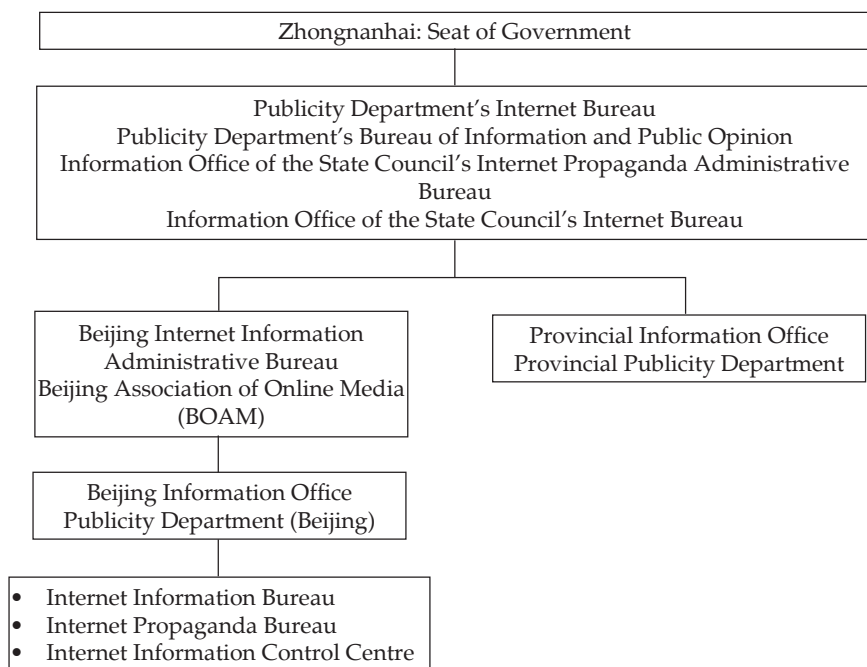 Zhongnanhai: Seat of Government
Publicity Department’s Internet Bureau
Publicity Department’s Bureau of Information and Public Opinion
Information Office of the State Council’s Internet Propaganda Administrative
Bureau
Information Office of the State Council’s Internet Bureau
Beijing Internet Information
Administrative Bureau
Beijing Association of Online Media
(BOAM)
Provincial Information Office
Provincial Publicity Department
Beijing Information Office
Publicity Department (Beijing)
• Internet Information Bureau
• Internet Propaganda Bureau
• Internet Information Control Centre